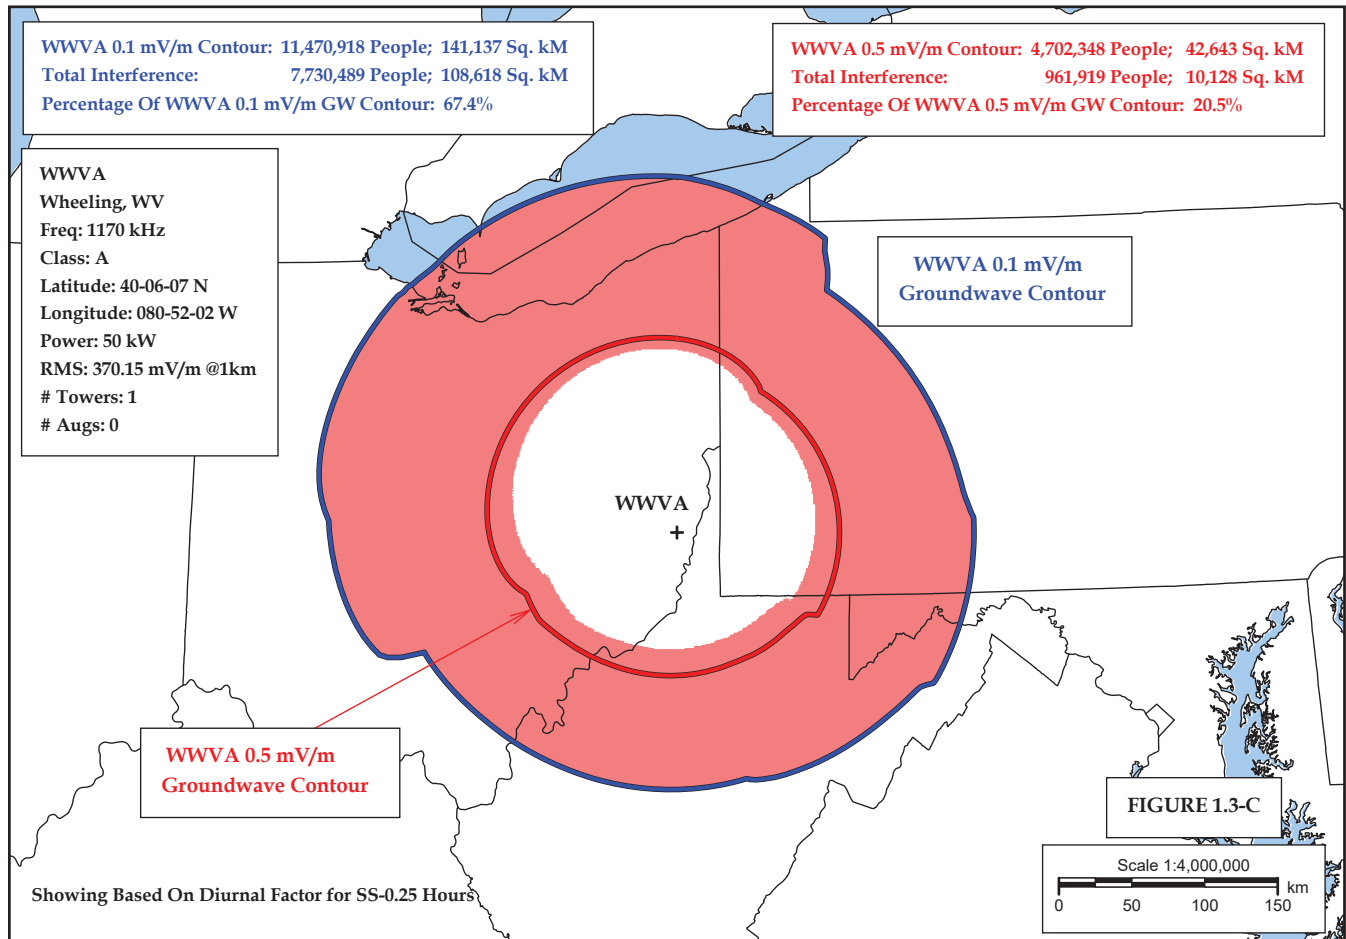 WWVA 0.1 mV/m Contour: 11,470,918 People; 141,137 Sq. kM
Total Interference: 7,730,489 People; 108,618 Sq. kM
Percentage Of WWVA 0.1 mV/m GW Contour: 67.4%
WWVA 0.5 mV/m Contour: 4,702,348 People; 42,643 Sq. kM
Total Interference: 961,919 People; 10,128 Sq. kM
Percentage Of WWVA 0.5 mV/m GW Contour: 20.5%
WWVA
Wheeling, WV
Freq: 1170 kHz
Class: A
Latitude: 40-06-07 N
Longitude: 080-52-02 W
Power: 50 kW
RMS: 370.15 mV/m @1km
# Towers: 1
# Augs: 0
WWVA 0.1 mV/m
Groundwave Contour
WWVA
WWVA 0.5 mV/m
Groundwave Contour
FIGURE 1.3-C
Scale 1:4,000,000
km
0 50 100 150
Showing Based On Diurnal Factor for SS-0.25 Hours